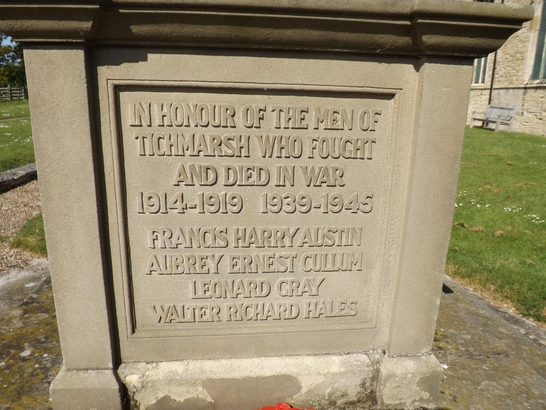 IN HONOUR OF THE MEN OF
TICHMARSH WHO FOUGHT
AND DIED IN WAR
1914-1919 1939-1945
FRANCIS HARRY AUSTIN
AUBREY ERNEST CULLUM
LEONARD GRAY
WALTER RICHARD HALES